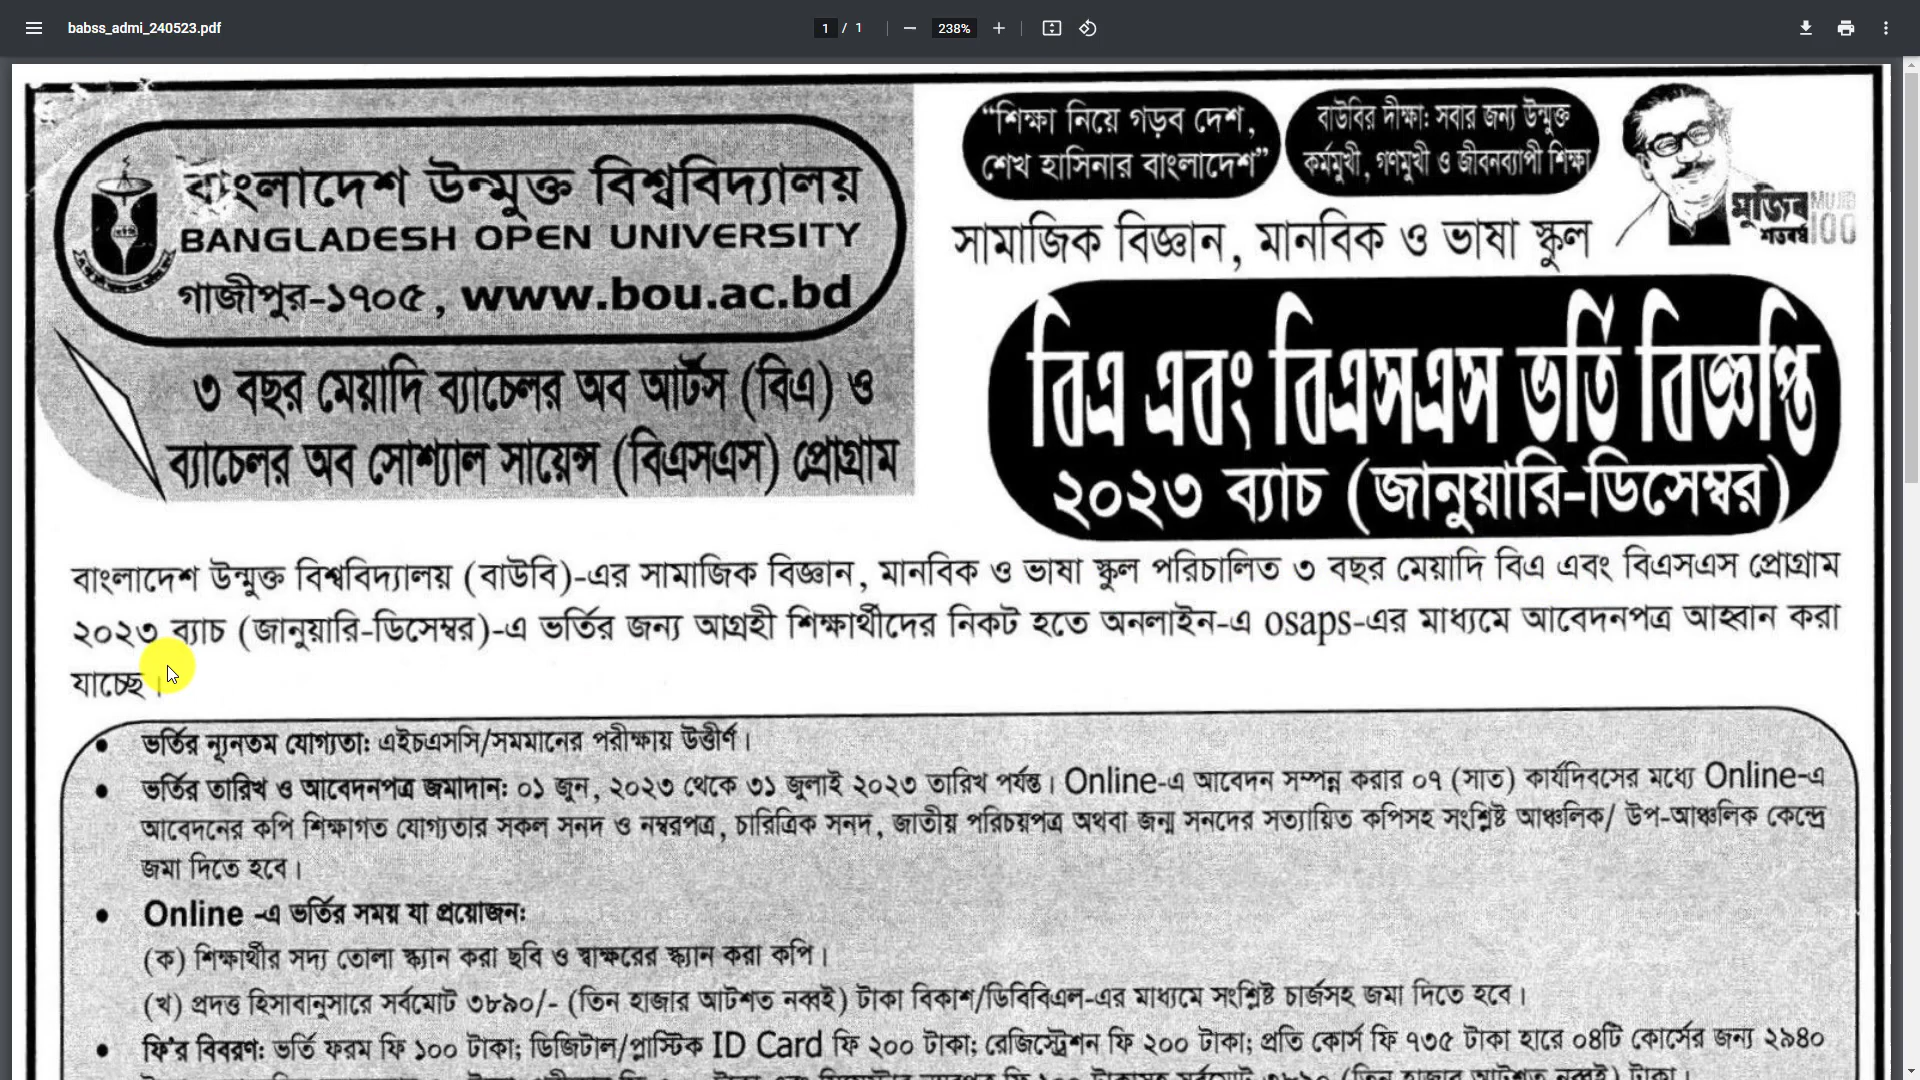 babss_admi_240523.pdf
1 / 1
238%
বাংলাদেশ উন্মুক্ত বিশ্ববিদ্যালয়
BANGLADESH OPEN UNIVERSITY
গাজীপুর-১৭০৫, www.bou.ac.bd
৩ বছর মেয়াদি ব্যাচেলর অব আর্টস (বিএ) ও
ব্যাচেলর অব সোশ্যাল সায়েন্স (বিএসএস) প্রোগ্রাম
“শিক্ষা নিয়ে গড়ব দেশ,
শেখ হাসিনার বাংলাদেশ”
বাউবির দীক্ষা: সবার জন্য উন্মুক্ত
কর্মমুখী, গণমুখী ও জীবনব্যাপী শিক্ষা
মুজিব শতবর্ষ
MUJIB 100
সামাজিক বিজ্ঞান, মানবিক ও ভাষা স্কুল
বিএ এবং বিএসএস ভর্তি বিজ্ঞপ্তি
২০২৩ ব্যাচ (জানুয়ারি-ডিসেম্বর)
বাংলাদেশ উন্মুক্ত বিশ্ববিদ্যালয় (বাউবি)-এর সামাজিক বিজ্ঞান, মানবিক ও ভাষা স্কুল পরিচালিত ৩ বছর মেয়াদি বিএ এবং বিএসএস প্রোগ্রাম
২০২৩ ব্যাচ (জানুয়ারি-ডিসেম্বর)-এ ভর্তির জন্য আগ্রহী শিক্ষার্থীদের নিকট হতে অনলাইন-এ osaps-এর মাধ্যমে আবেদনপত্র আহ্বান করা
যাচ্ছে।
• ভর্তির ন্যূনতম যোগ্যতা: এইচএসসি/সমমানের পরীক্ষায় উত্তীর্ণ।
• ভর্তির তারিখ ও আবেদনপত্র জমাদান: ০১ জুন, ২০২৩ থেকে ৩১ জুলাই ২০২৩ তারিখ পর্যন্ত। Online-এ আবেদন সম্পন্ন করার ০৭ (সাত) কার্যদিবসের মধ্যে Online-এ
আবেদনের কপি শিক্ষাগত যোগ্যতার সকল সনদ ও নম্বরপত্র, চারিত্রিক সনদ, জাতীয় পরিচয়পত্র অথবা জন্ম সনদের সত্যায়িত কপিসহ সংশ্লিষ্ট আঞ্চলিক/ উপ-আঞ্চলিক কেন্দ্রে
জমা দিতে হবে।
• Online -এ ভর্তির সময় যা প্রয়োজন:
(ক) শিক্ষার্থীর সদ্য তোলা স্ক্যান করা ছবি ও স্বাক্ষরের স্ক্যান করা কপি।
(খ) প্রদত্ত হিসাবানুসারে সর্বমোট ৩৮৯০/- (তিন হাজার আটশত নব্বই) টাকা বিকাশ/ডিবিবিএল-এর মাধ্যমে সংশ্লিষ্ট চার্জসহ জমা দিতে হবে।
• ফি'র বিবরণ: ভর্তি ফরম ফি ১০০ টাকা; ডিজিটাল/প্লাস্টিক ID Card ফি ২০০ টাকা; রেজিস্ট্রেশন ফি ২০০ টাকা; প্রতি কোর্স ফি ৭৩৫ টাকা হারে ০৪টি কোর্সের জন্য ২৯৪০